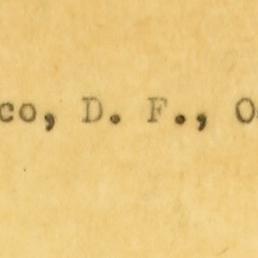 co, D. F., O